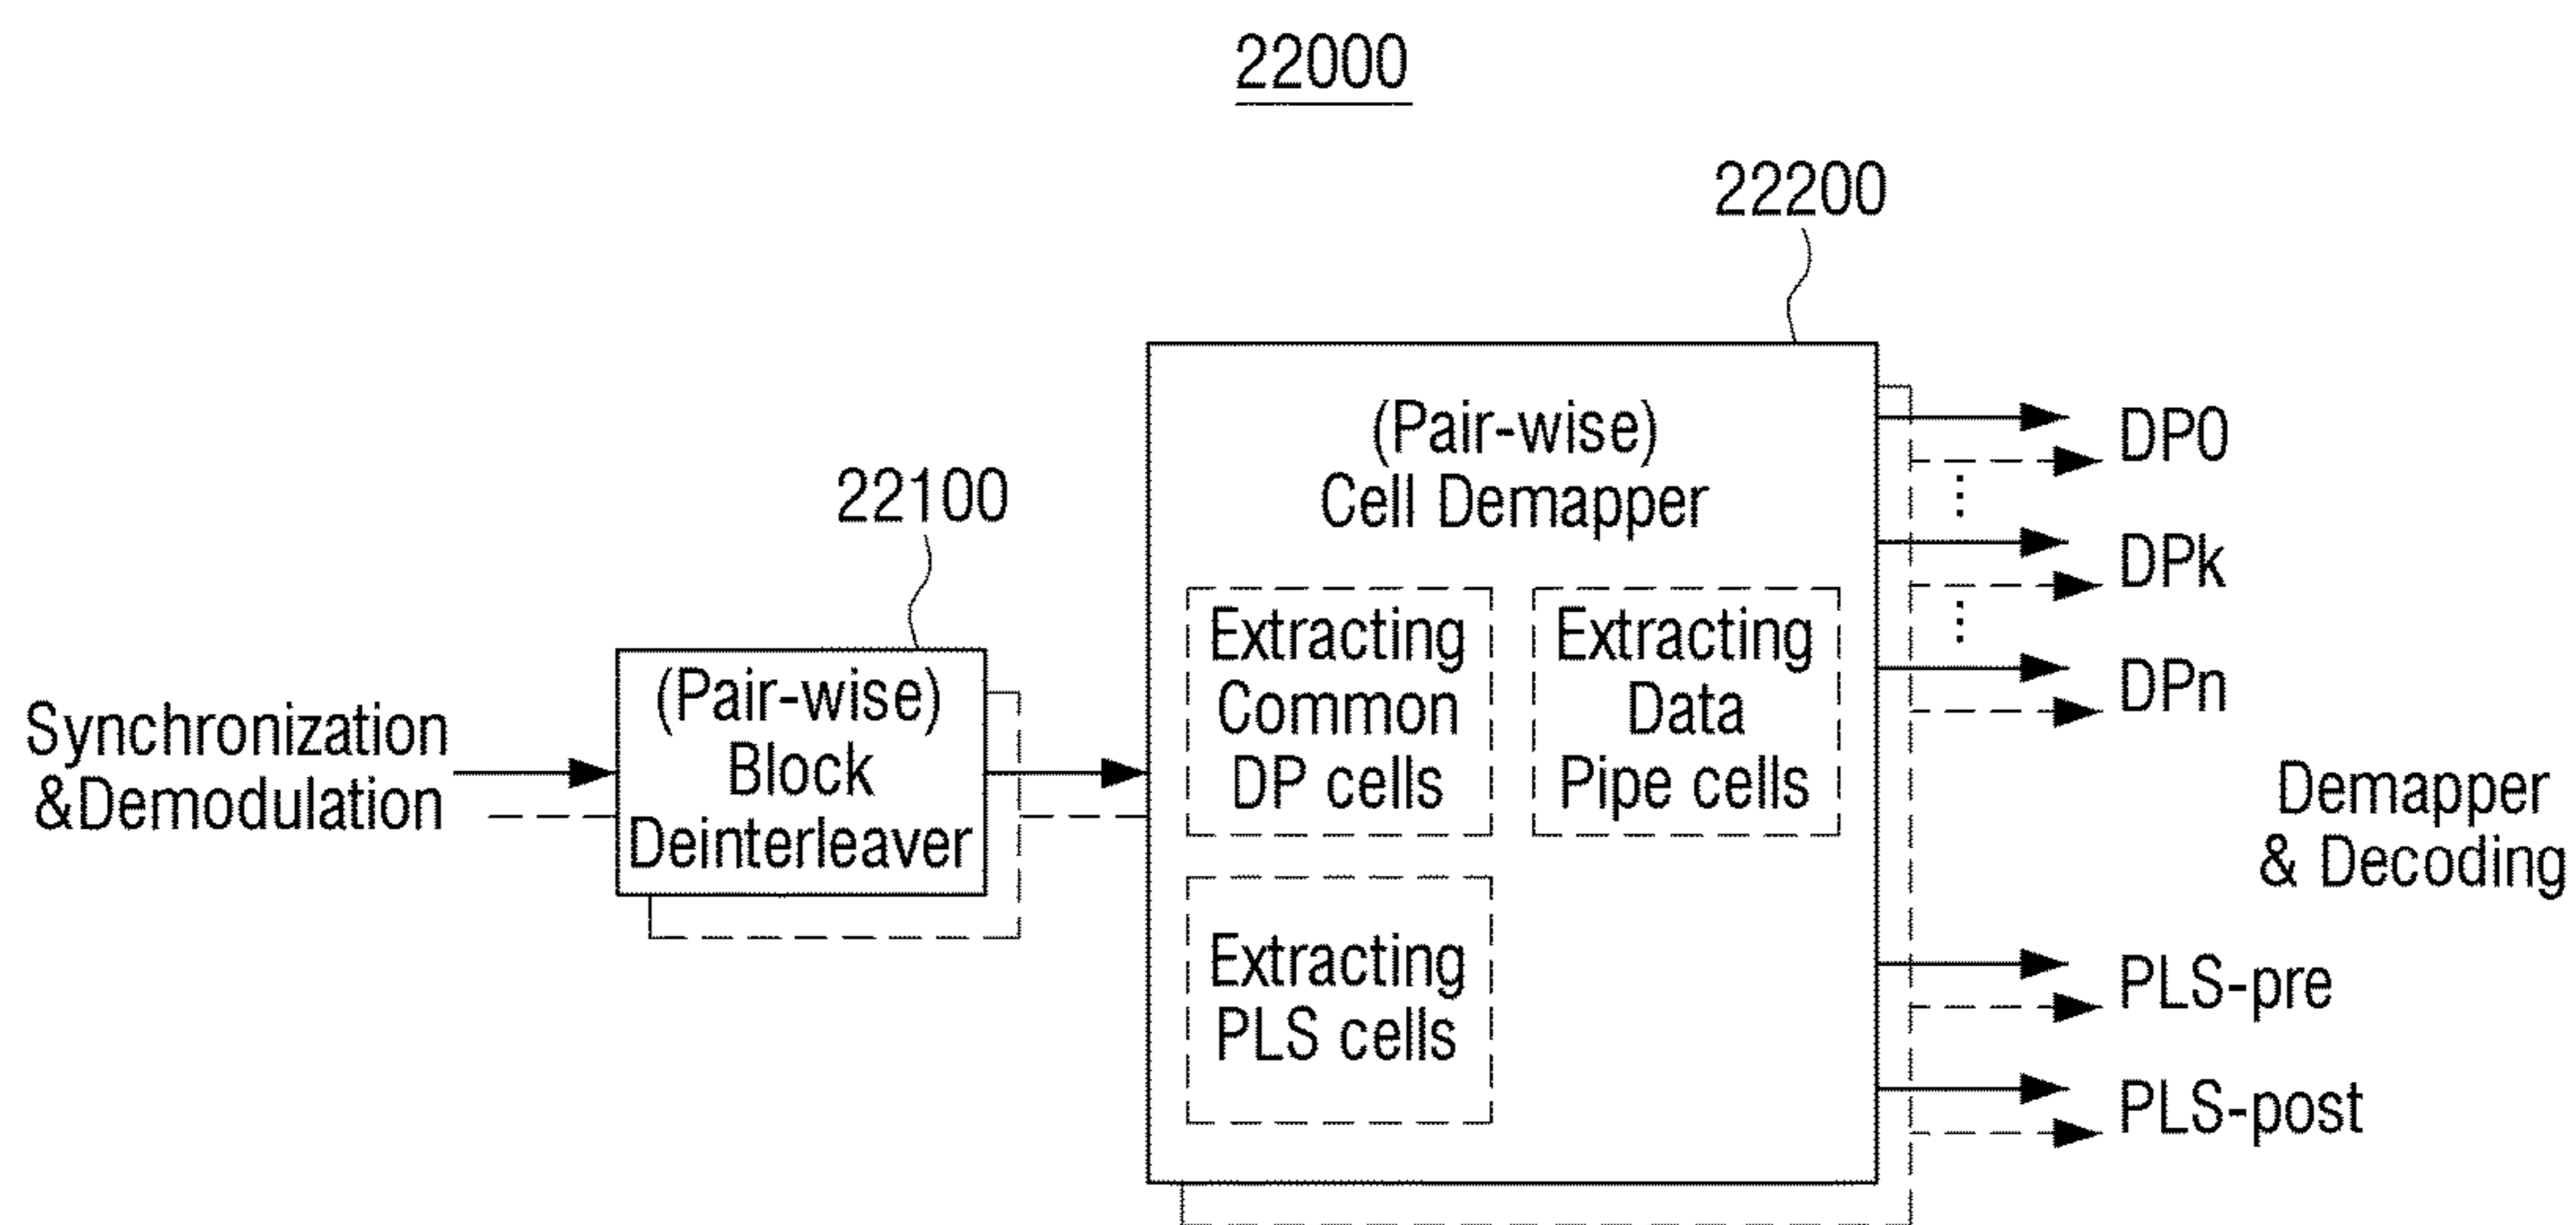 22000
22200
22100
Synchronization
&Demodulation
(Pair-wise)
Block
Deinterleaver
(Pair-wise)
Cell Demapper
Extracting
Common
DP cells
Extracting
Data
Pipe cells
Extracting
PLS cells
DP0
DPk
DPn
Demapper
& Decoding
PLS-pre
PLS-post